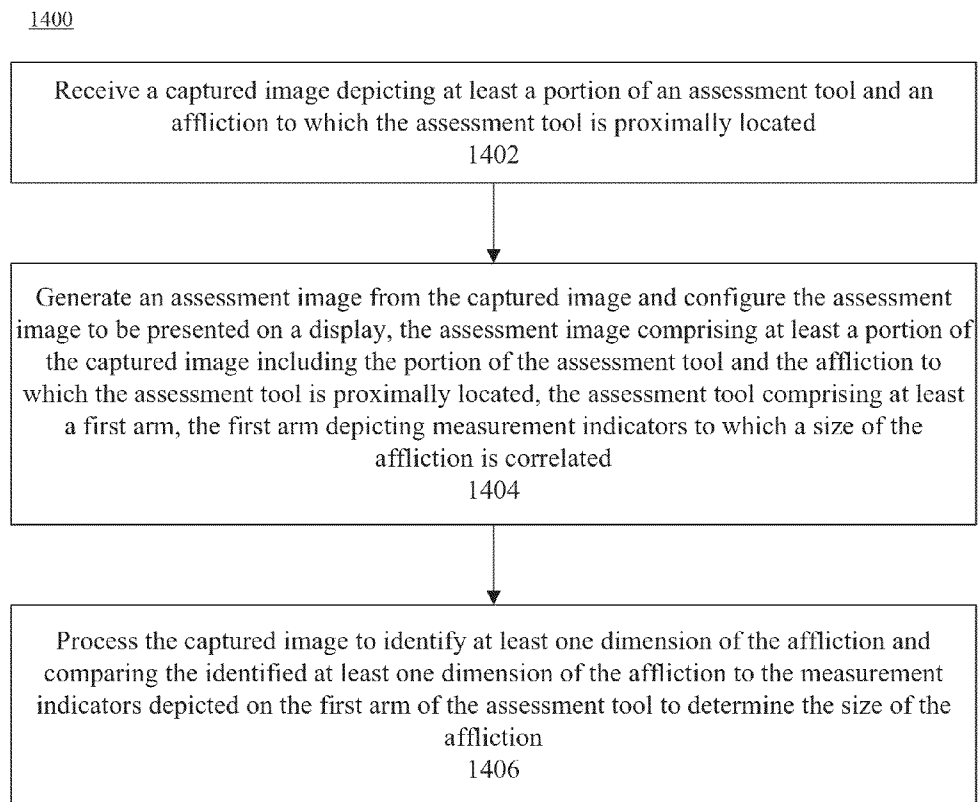 1400
Receive a captured image depicting at least a portion of an assessment tool and an
affliction to which the assessment tool is proximally located
1402
Generate an assessment image from the captured image and configure the assessment
image to be presented on a display, the assessment image comprising at least a portion of
the captured image including the portion of the assessment tool and the affliction to
which the assessment tool is proximally located, the assessment tool comprising at least
a first arm, the first arm depicting measurement indicators to which a size of the
affliction is correlated
1404
Process the captured image to identify at least one dimension of the affliction and
comparing the identified at least one dimension of the affliction to the measurement
indicators depicted on the first arm of the assessment tool to determine the size of the
affliction
1406